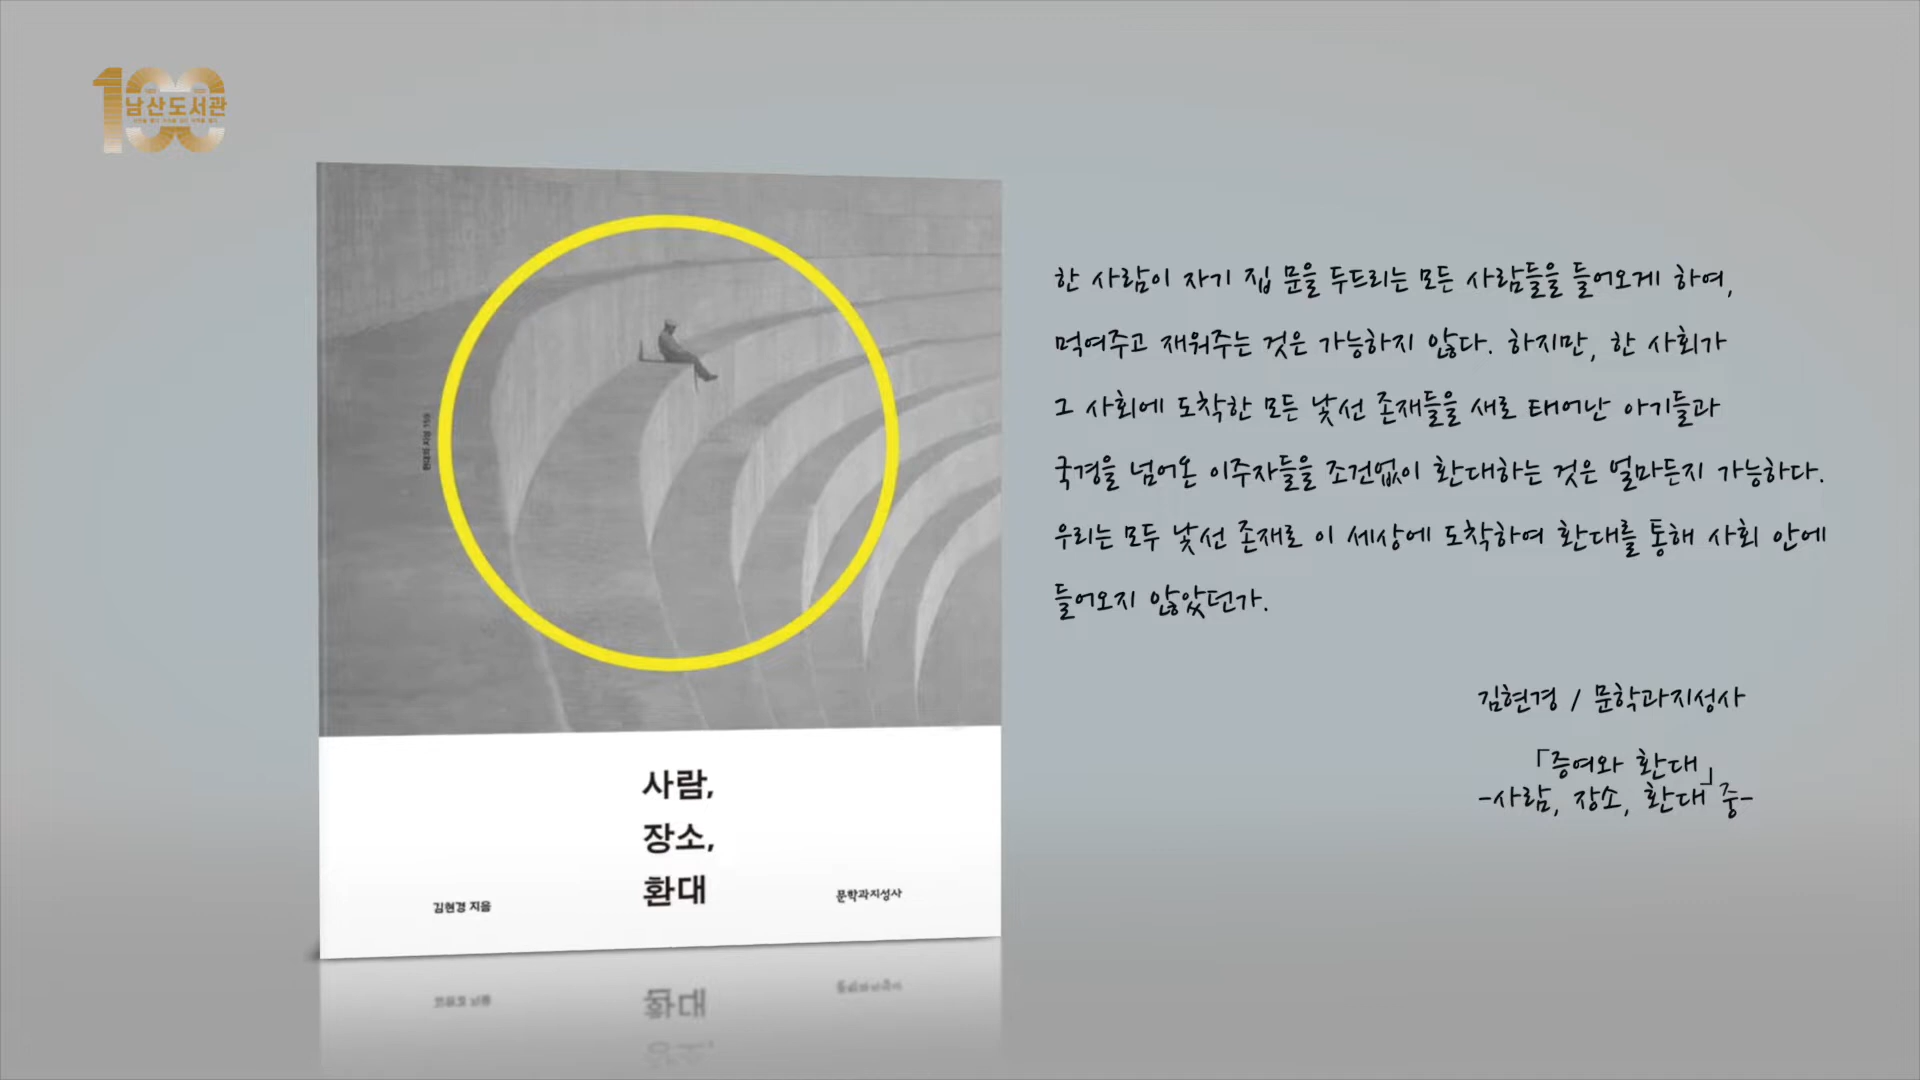 100
남산도서관
현대의 지성 159
사람,
장소,
환대
김현경 지음
문학과지성사
한 사람이 자기 집 문을 두드리는 모든 사람들을 들어오게 하여,
먹여주고 재워주는 것은 가능하지 않다. 하지만, 한 사회가
그 사회에 도착한 모든 낯선 존재들을 새로 태어난 아기들과
국경을 넘어온 이주자들을 조건없이 환대하는 것은 얼마든지 가능하다.
우리는 모두 낯선 존재로 이 세상에 도착하여 환대를 통해 사회 안에
들어오지 않았던가.
김현경 / 문학과지성사
「증여와 환대」
-사람, 장소, 환대 중-